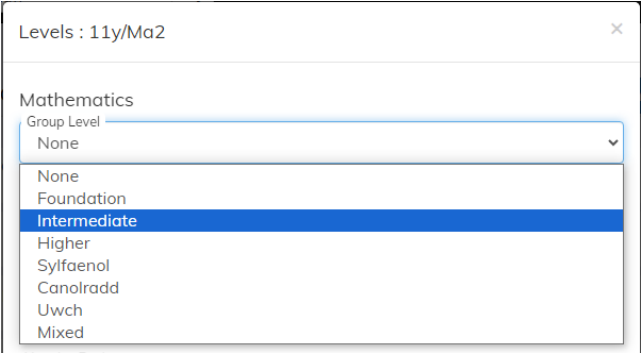 Levels : 11y/Ma2 ×
Mathematics
Group Level
None
None
Foundation
Intermediate
Higher
Sylfaenol
Canolradd
Uwch
Mixed